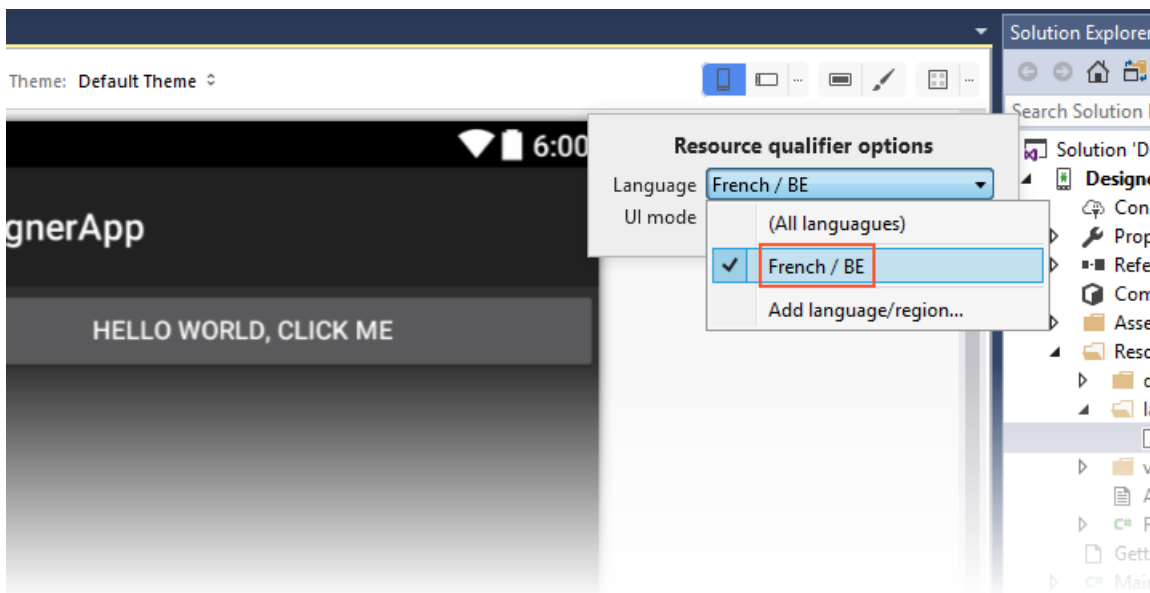 Solution Explorer
Theme: Default Theme
Search Solution
6:00
Resource qualifier options
Solution 'D
Language French / BE
Designe
UI mode
(All languagues)
Con
gnerApp
Prop
French / BE
Refe
Com
Add language/region...
Asse
HELLO WORLD, CLICK ME
Reso
C#
Gett
C# Main